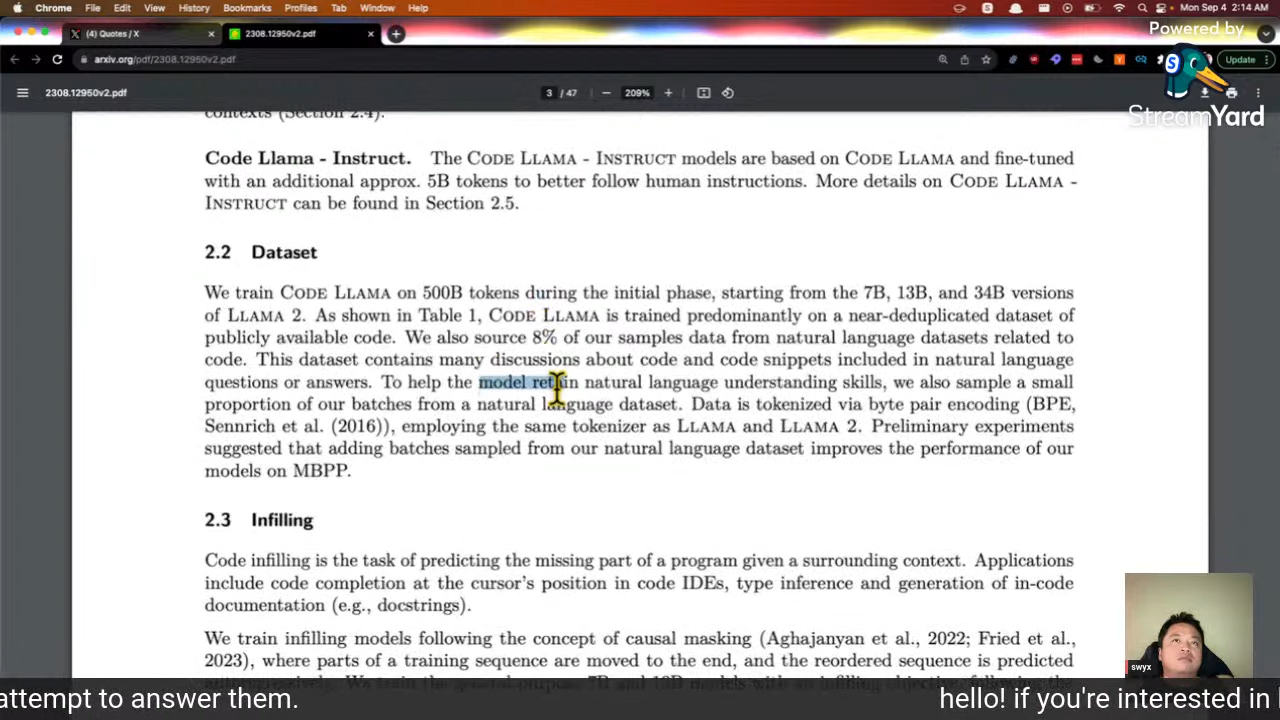 Chrome File Edit View History Bookmarks Profiles Tab Window Help Mon Sep 4 2:14 AM
(4) Quotes / X 2308.12950v2.pdf
Powered by
arxiv.org/pdf/2308.12950v2.pdf Update
2308.12950v2.pdf 3 / 47 209%
StreamYard
contexts (Section 2.4).
Code Llama - Instruct. The CODE LLAMA - INSTRUCT models are based on CODE LLAMA and fine-tuned
with an additional approx. 5B tokens to better follow human instructions. More details on CODE LLAMA -
INSTRUCT can be found in Section 2.5.
2.2 Dataset
We train CODE LLAMA on 500B tokens during the initial phase, starting from the 7B, 13B, and 34B versions
of LLAMA 2. As shown in Table 1, CODE LLAMA is trained predominantly on a near-deduplicated dataset of
publicly available code. We also source 8% of our samples data from natural language datasets related to
code. This dataset contains many discussions about code and code snippets included in natural language
questions or answers. To help the model retain natural language understanding skills, we also sample a small
proportion of our batches from a natural language dataset. Data is tokenized via byte pair encoding (BPE,
Sennrich et al. (2016)), employing the same tokenizer as LLAMA and LLAMA 2. Preliminary experiments
suggested that adding batches sampled from our natural language dataset improves the performance of our
models on MBPP.
2.3 Infilling
Code infilling is the task of predicting the missing part of a program given a surrounding context. Applications
include code completion at the cursor's position in code IDEs, type inference and generation of in-code
documentation (e.g., docstrings).
We train infilling models following the concept of causal masking (Aghajanyan et al., 2022; Fried et al.,
2023), where parts of a training sequence are moved to the end, and the reordered sequence is predicted
swyx
attempt to answer them. hello! if you're interested in